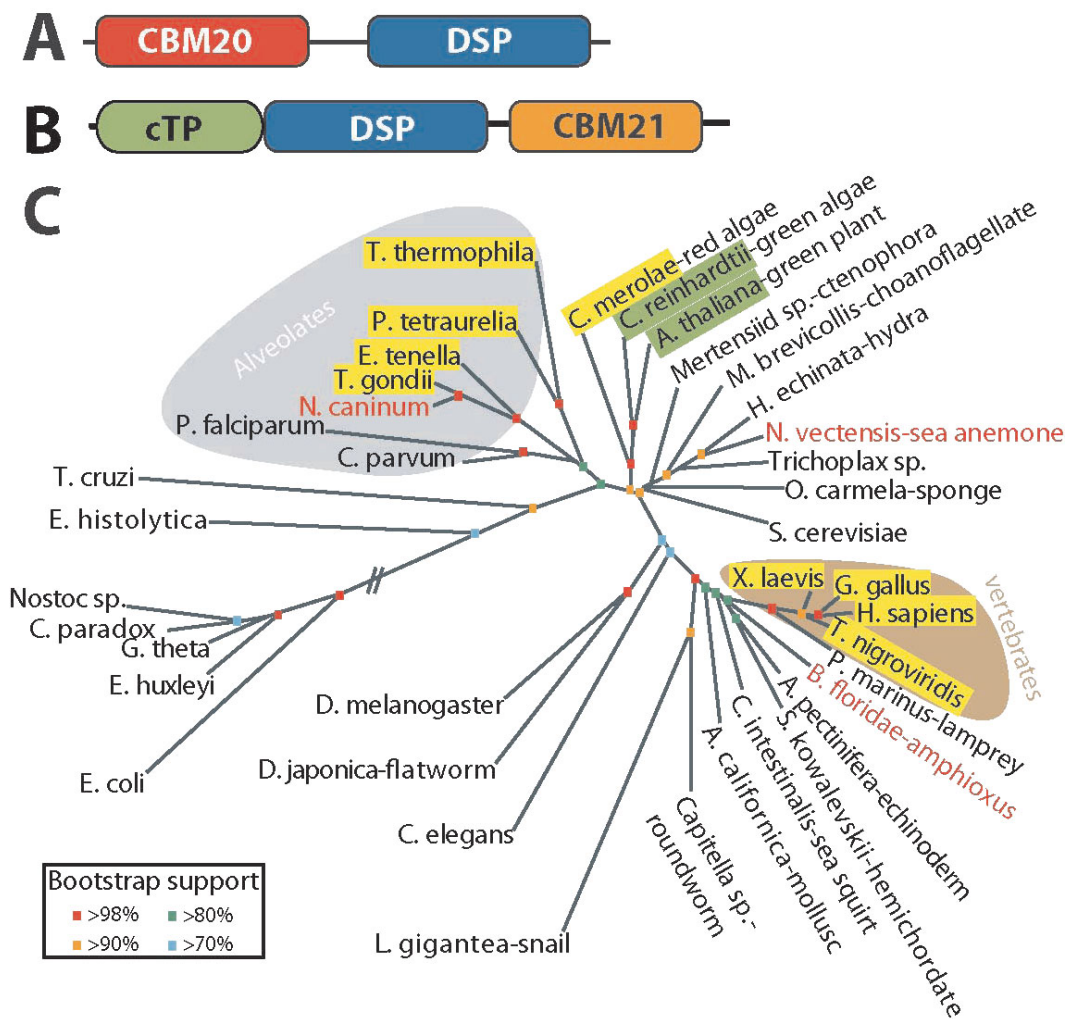 A
CBM20
DSP
B
cTP
DSP
CBM21
C
Alveolates
T. thermophila
P. tetraurelia
E. tenella
T. gondii
N. caninum
P. falciparum
C. parvum
T. cruzi
E. histolytica
Nostoc sp.
C. paradox
G. theta
E. huxleyi
E. coli
C. merolae-red algae
C. reinhardtii-green algae
A. thaliana-green plant
Mertensiid sp.-ctenophora
M. brevicollis-choanoflagellate
H. echinata-hydra
N. vectensis-sea anemone
Trichoplax sp.
O. carmela-sponge
S. cerevisiae
vertebrates
X. laevis
G. gallus
H. sapiens
T. nigroviridis
P. marinus-lamprey
B. floridae-amphioxus
A. pectinifera-echinoderm
S. kowalevskii-hemichordate
C. intestinalis-sea squirt
A. californica-mollusc
Capitella sp.-
roundworm
L. gigantea-snail
C. elegans
D. japonica-flatworm
D. melanogaster
Bootstrap support
>98%
>80%
>90%
>70%